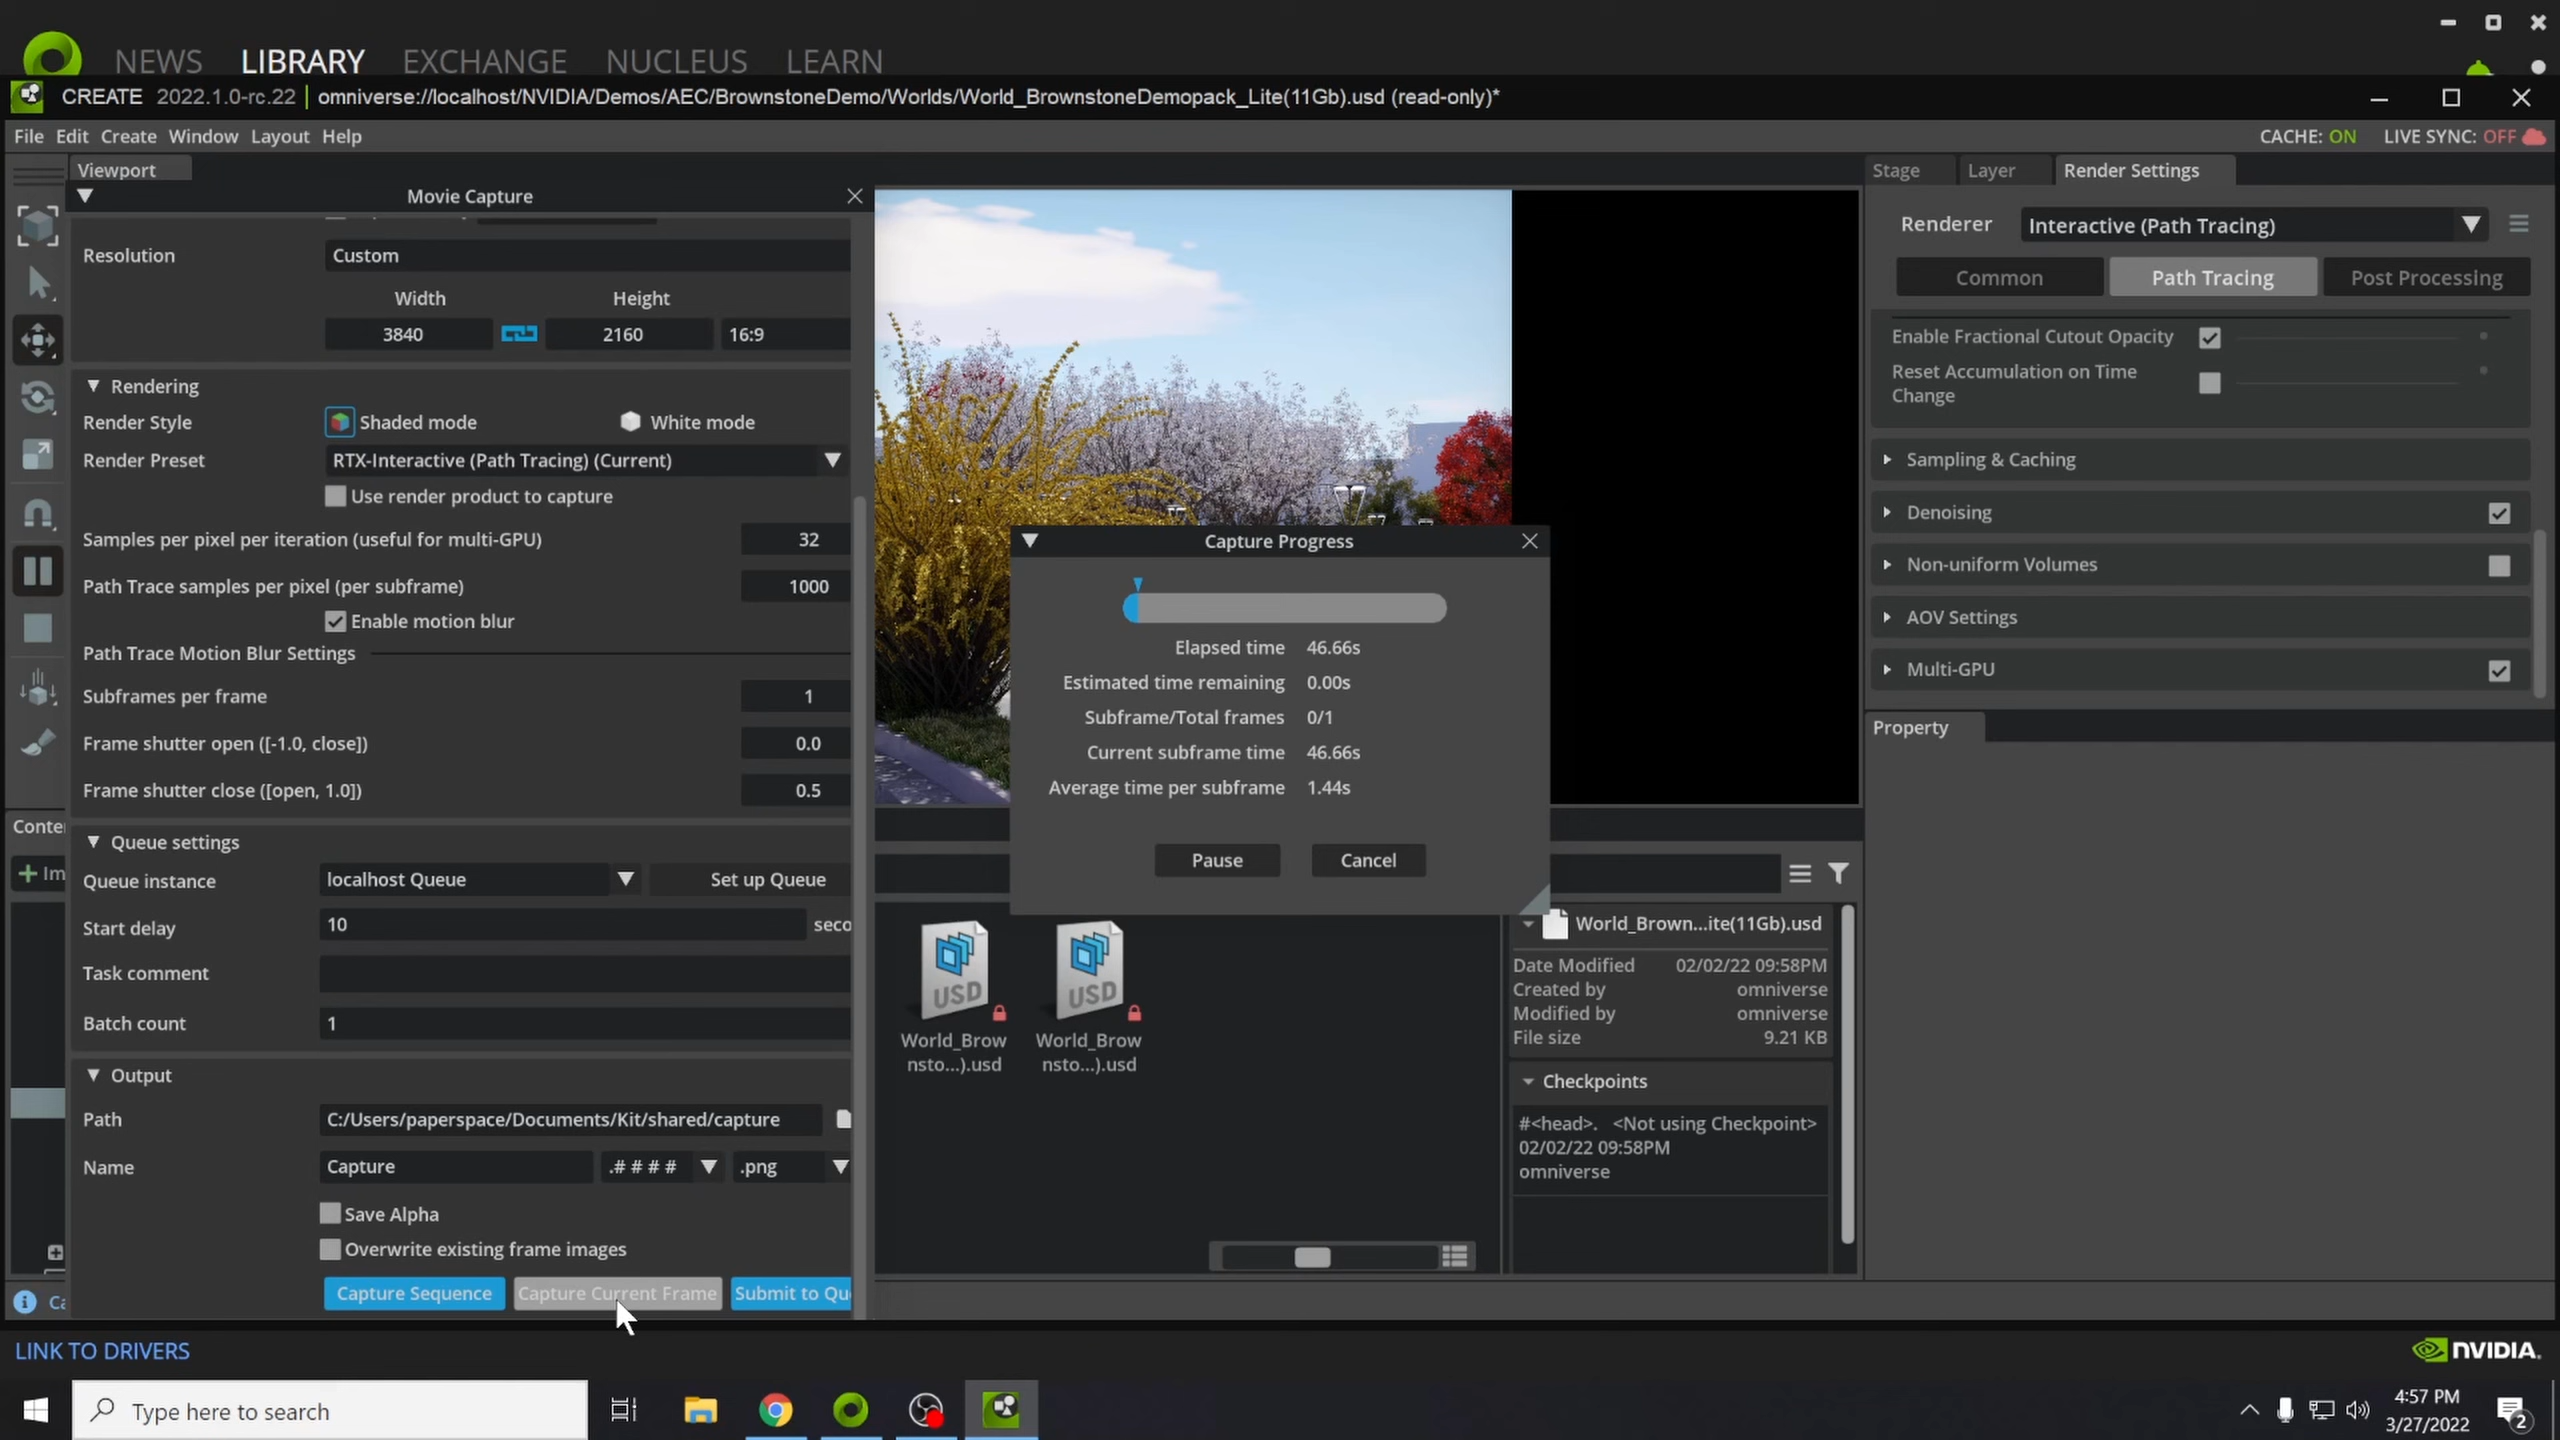 NEWS LIBRARY EXCHANGE NUCLEUS LEARN
CREATE 2022.1.0-rc.22 | omniverse://localhost/NVIDIA/Demos/AEC/BrownstoneDemo/Worlds/World_BrownstoneDemopack_Lite(11Gb).usd (read-only)*
File Edit Create Window Layout Help
CACHE: ON LIVE SYNC: OFF
Viewport
Movie Capture
Resolution Custom
Width Height
3840 2160 16:9
Rendering
Render Style Shaded mode White mode
Render Preset RTX-Interactive (Path Tracing) (Current)
Use render product to capture
Samples per pixel per iteration (useful for multi-GPU) 32
Path Trace samples per pixel (per subframe) 1000
Enable motion blur
Path Trace Motion Blur Settings
Subframes per frame 1
Frame shutter open ([-1.0, close]) 0.0
Frame shutter close ([open, 1.0]) 0.5
Queue settings
Queue instance localhost Queue Set up Queue
Start delay 10 seco
Task comment
Batch count 1
Output
Path C:/Users/paperspace/Documents/Kit/shared/capture
Name Capture .#### .png
Save Alpha
Overwrite existing frame images
Capture Sequence Capture Current Frame Submit to Qu
Conte
+ Im
Ca
Capture Progress
Elapsed time 46.66s
Estimated time remaining 0.00s
Subframe/Total frames 0/1
Current subframe time 46.66s
Average time per subframe 1.44s
Pause Cancel
USD USD
World_Brow World_Brow
nsto...).usd nsto...).usd
World_Brown...ite(11Gb).usd
Date Modified 02/02/22 09:58PM
Created by omniverse
Modified by omniverse
File size 9.21 KB
Checkpoints
#<head>. <Not using Checkpoint>
02/02/22 09:58PM
omniverse
Stage Layer Render Settings
Renderer Interactive (Path Tracing)
Common Path Tracing Post Processing
Enable Fractional Cutout Opacity
Reset Accumulation on Time
Change
Sampling & Caching
Denoising
Non-uniform Volumes
AOV Settings
Multi-GPU
Property
LINK TO DRIVERS
NVIDIA.
Type here to search
4:57 PM
3/27/2022
2